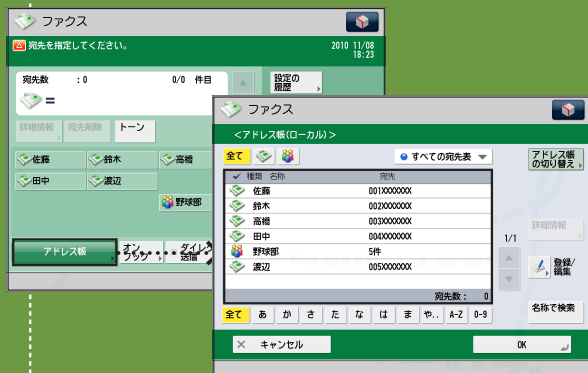 ファクス
宛先を指定してください。
2010 11/08
18:23
宛先数 :0 0/0 件目
設定の
履歴
=
詳細情報 宛先削除 トーン
佐藤 鈴木 高橋
田中 渡辺
野球部
アドレス帳
オン
フック
ダイレク
送信
ファクス
<アドレス帳(ローカル)>
全て すべての宛先表
アドレス帳
の切り替え
種類 名称 宛先
佐藤 001XXXXXXX
鈴木 002XXXXXXX
高橋 003XXXXXXX
田中 004XXXXXXX
野球部 5件
渡辺 005XXXXXXX
1/1
詳細情報
登録/
編集
宛先数: 0
名称で検索
全て あ か さ た な は ま や.. A-Z 0-9
× キャンセル OK